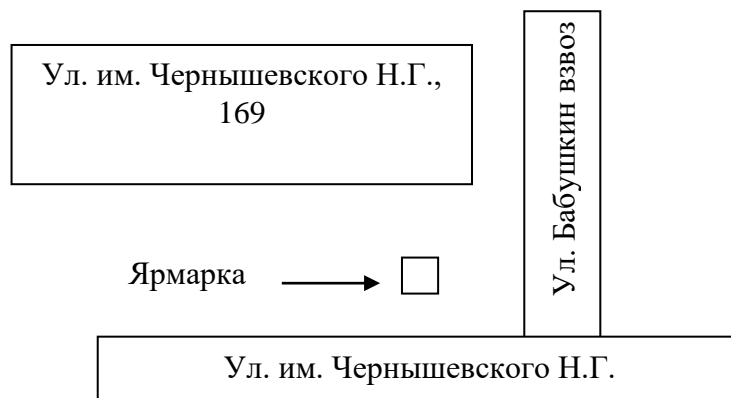 Ул. им. Чернышевского Н.Г.,
169
Ул. Бабушкин взвоз
Ярмарка
Ул. им. Чернышевского Н.Г.